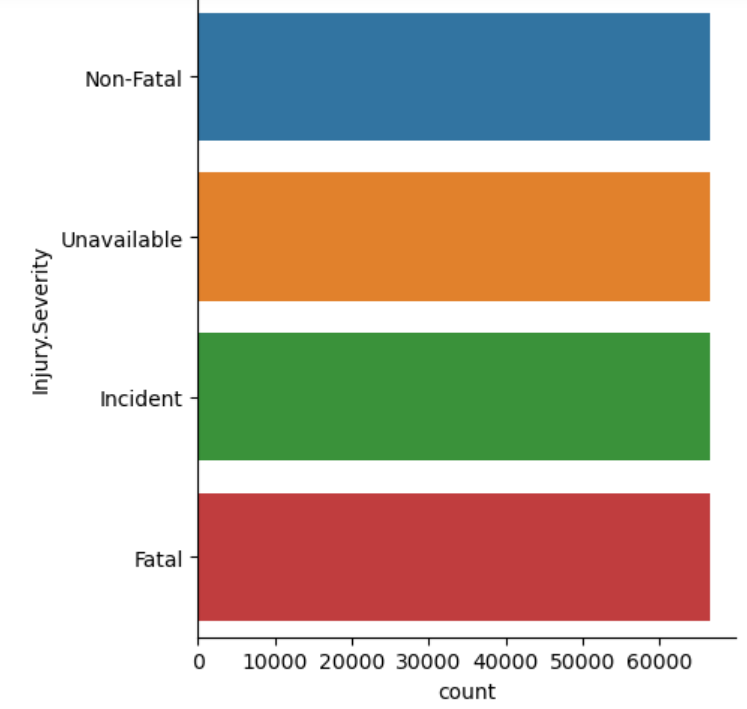 Non-Fatal
Unavailable
Incident
Fatal
Injury.Severity
0 10000 20000 30000 40000 50000 60000
count